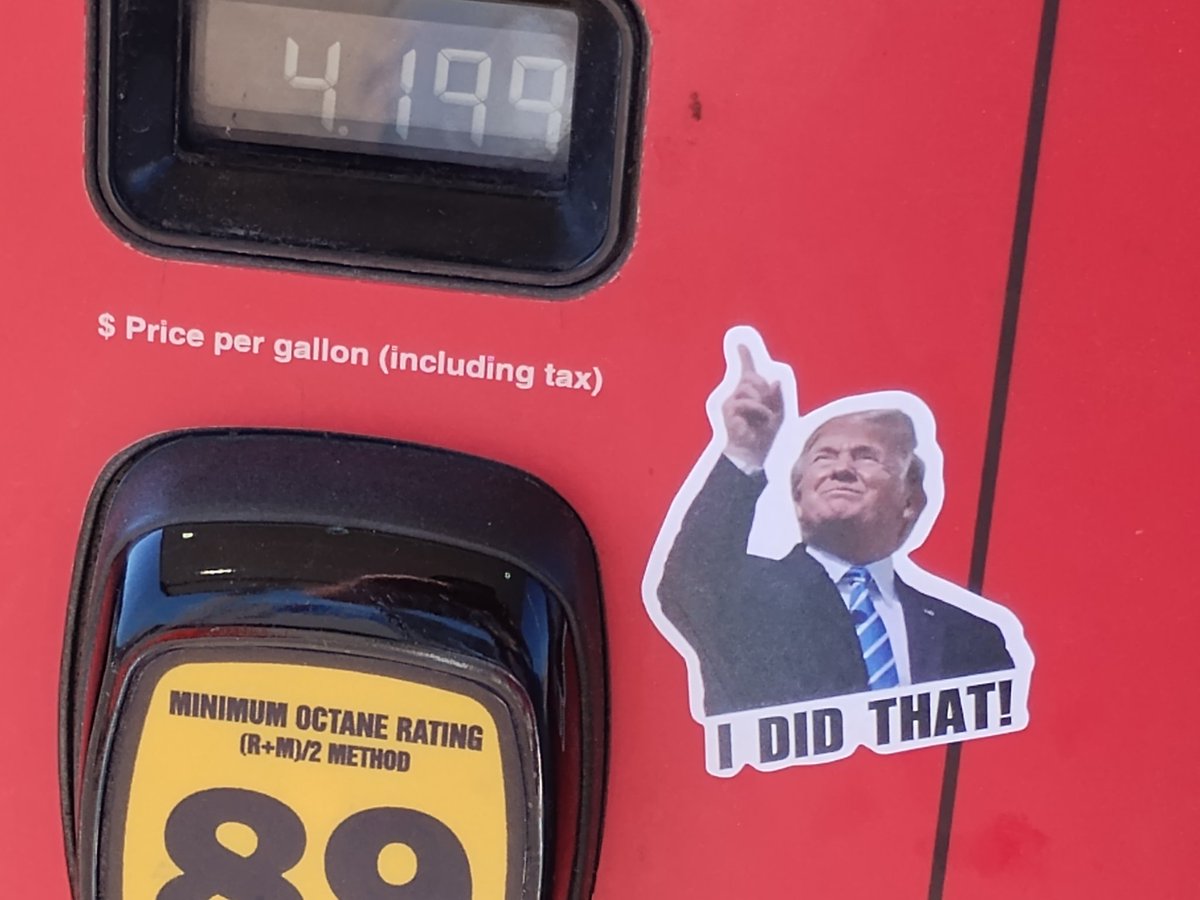 4.199
$ Price per gallon (including tax)
MINIMUM OCTANE RATING
(R+M)/2 METHOD
89
I DID THAT!